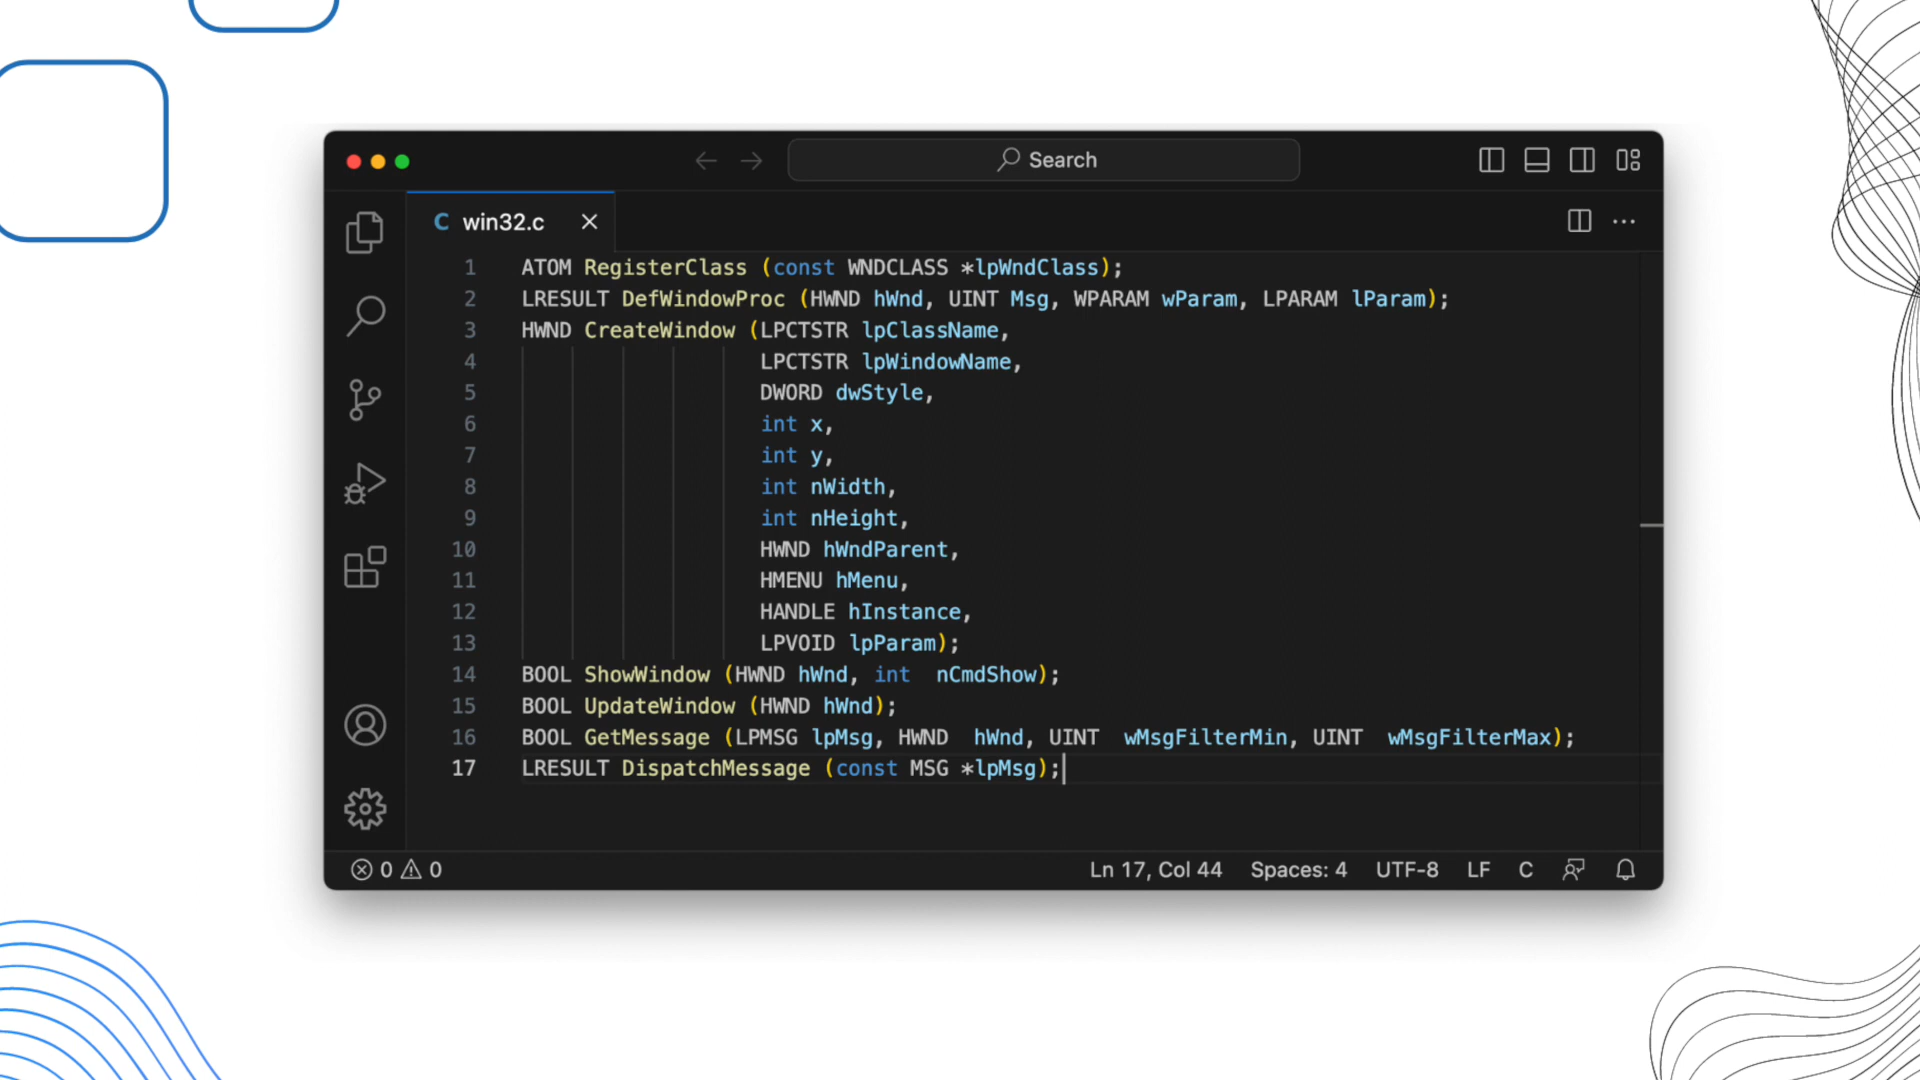 Search
C win32.c
1 ATOM RegisterClass (const WNDCLASS *lpWndClass);
2 LRESULT DefWindowProc (HWND hWnd, UINT Msg, WPARAM wParam, LPARAM lParam);
3 HWND CreateWindow (LPCTSTR lpClassName,
4 LPCTSTR lpWindowName,
5 DWORD dwStyle,
6 int x,
7 int y,
8 int nWidth,
9 int nHeight,
10 HWND hWndParent,
11 HMENU hMenu,
12 HANDLE hInstance,
13 LPVOID lpParam);
14 BOOL ShowWindow (HWND hWnd, int  nCmdShow);
15 BOOL UpdateWindow (HWND hWnd);
16 BOOL GetMessage (LPMSG lpMsg, HWND  hWnd, UINT  wMsgFilterMin, UINT  wMsgFilterMax);
17 LRESULT DispatchMessage (const MSG *lpMsg);
0 0 Ln 17, Col 44 Spaces: 4 UTF-8 LF C